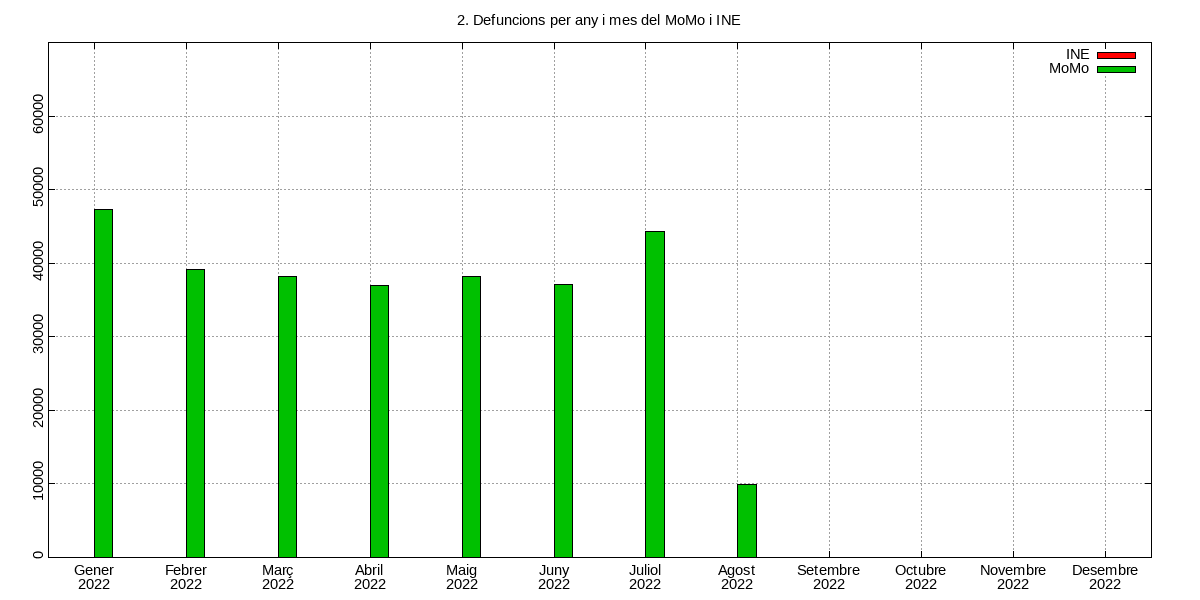 2. Defuncions per any i mes del MoMo i INE
INE
MoMo
60000
50000
40000
30000
20000
10000
0
Gener Febrer Març Abril Maig Juny Juliol Agost Setembre Octubre Novembre Desembre
2022 2022 2022 2022 2022 2022 2022 2022 2022 2022 2022 2022